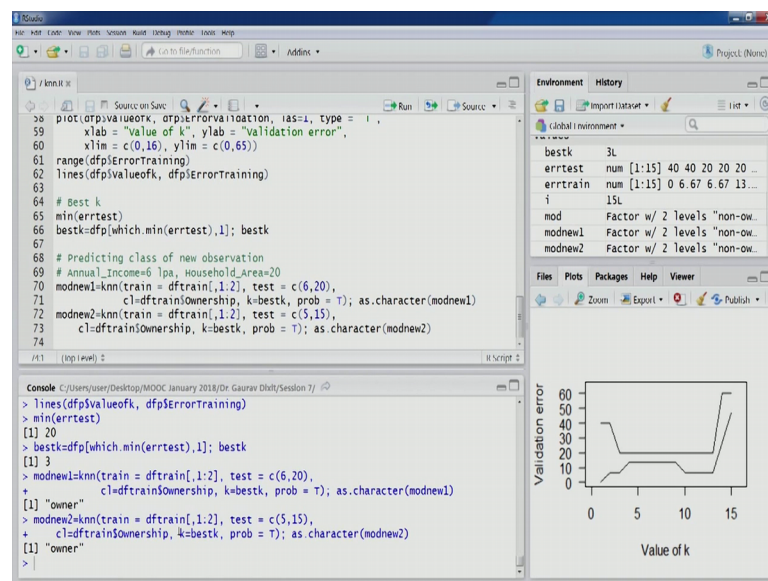 RStudio
File Edit Code View Plots Session Build Debug Profile Tools Help
Go to file/function
Addins
Project: (None)
knn.R
Source on Save
Run
Source
58 plot(dfp$Valueofk, dfp$ErrorValidation, las=1, type = "l",
59 xlab = "Value of k", ylab = "Validation error",
60 xlim = c(0,16), ylim = c(0,65))
61 range(dfp$ErrorTraining)
62 lines(dfp$Valueofk, dfp$ErrorTraining)
63
64 # Best k
65 min(errtest)
66 bestk=dfp[which.min(errtest),1]; bestk
67
68 # Predicting class of new observation
69 # Annual_Income=6 lpa, Household_Area=20
70 modnew1=knn(train = dftrain[,1:2], test = c(6,20),
71 cl=dftrain$Ownership, k=bestk, prob = T); as.character(modnew1)
72 modnew2=knn(train = dftrain[,1:2], test = c(5,15),
73 cl=dftrain$Ownership, k=bestk, prob = T); as.character(modnew2)
74
74:1 (Top Level)
R Script
Console C:/Users/user/Desktop/MOOC January 2018/Dr. Gaurav Dixit/Session 7/
> lines(dfp$Valueofk, dfp$ErrorTraining)
> min(errtest)
[1] 20
> bestk=dfp[which.min(errtest),1]; bestk
[1] 3
> modnew1=knn(train = dftrain[,1:2], test = c(6,20),
+ cl=dftrain$Ownership, k=bestk, prob = T); as.character(modnew1)
[1] "owner"
> modnew2=knn(train = dftrain[,1:2], test = c(5,15),
+ cl=dftrain$Ownership, k=bestk, prob = T); as.character(modnew2)
[1] "owner"
>
Environment History
Import Dataset
List
Global Environment
Values
bestk 3L
errtest num [1:15] 40 40 20 20 20 ...
errtrain num [1:15] 0 6.67 6.67 13....
i 15L
mod Factor w/ 2 levels "non-ow...
modnew1 Factor w/ 2 levels "non-ow...
modnew2 Factor w/ 2 levels "non-ow...
Files Plots Packages Help Viewer
Zoom Export Publish
Validation error
60
50
40
30
20
10
0
0 5 10 15
Value of k